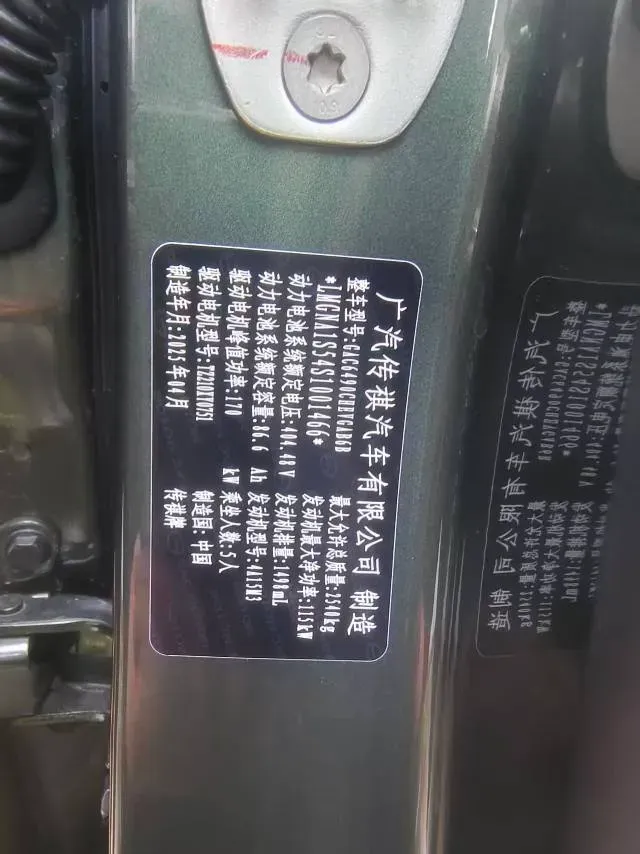 广汽传祺汽车有限公司 制造
整车型号:GAC6490CHEVGAB6B 最大允许总质量:2540kg
*LMGNA1S54S1001466* 发动机最大净功率:115kW
动力电池系统额定电压:404.48V 发动机排量:1498mL
动力电池系统额定容量:86.6 Ah 发动机型号:4A15M3
驱动电机峰值功率:170 kW 乘坐人数:5人
驱动电机型号:TZ210XY0751 制造国:中国
制造年月:2025年04月 传祺牌